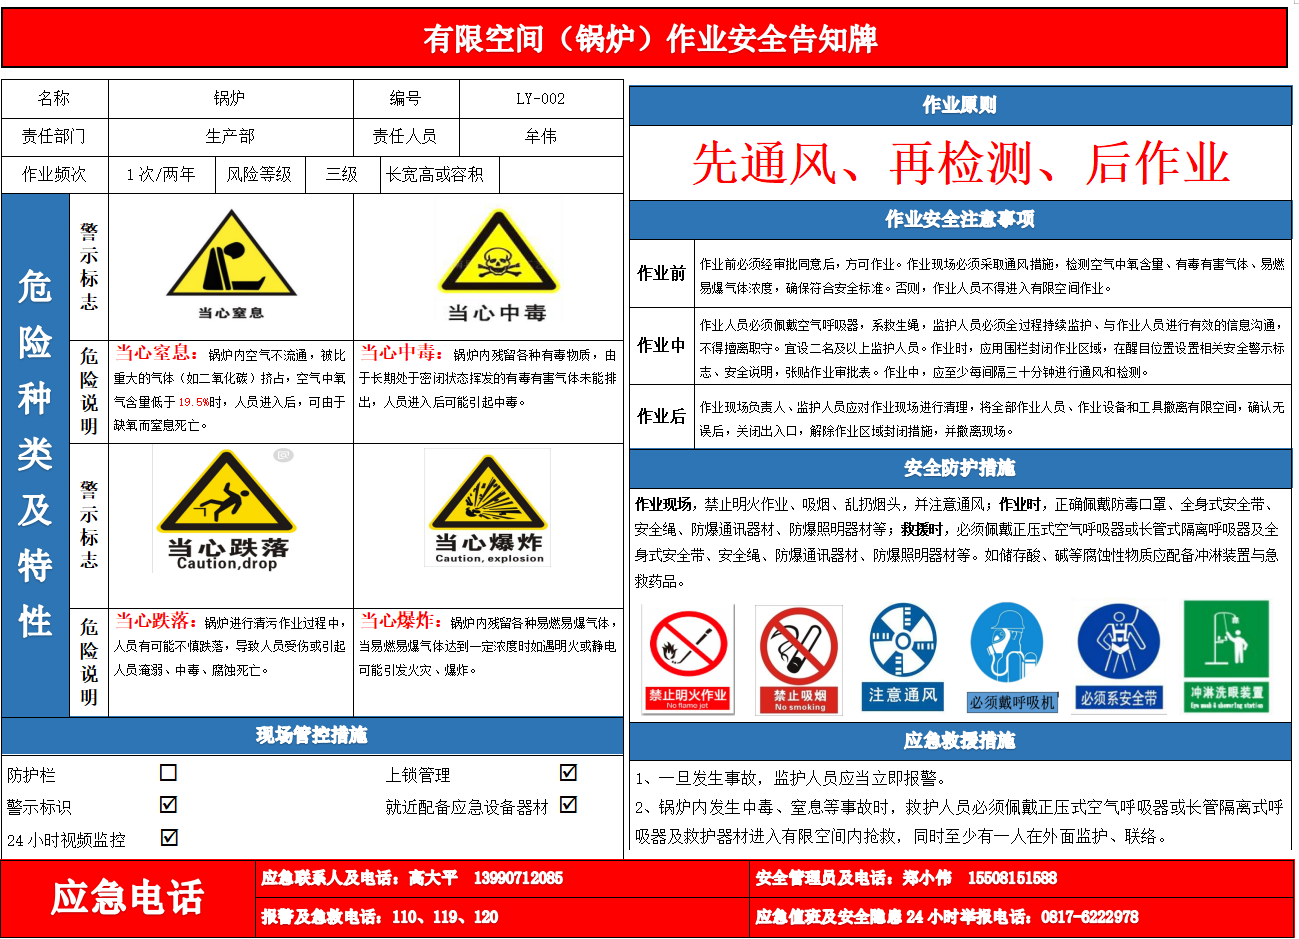 有限空间（锅炉）作业安全告知牌
名称 锅炉 编号 LY-002
责任部门 生产部 责任人员 牟伟
作业频次 1次/两年 风险等级 三级 长宽高或容积
危险种类及特性
警示标志
当心窒息
当心中毒
危险说明
当心窒息：锅炉内空气不流通，被比
重大的气体（如二氧化碳）挤占，空气中氧
气含量低于19.5%时，人员进入后，可由于
缺氧而窒息死亡。
当心中毒：锅炉内残留各种有毒物质，由
于长期处于密闭状态挥发的有毒有害气体未能排
出，人员进入后可能引起中毒。
警示标志
当心跌落
Caution,drop
当心爆炸
Caution, explosion
危险说明
当心跌落：锅炉进行清污作业过程中，
人员有可能不慎跌落，导致人员受伤或引起
人员淹弱、中毒、腐蚀死亡。
当心爆炸：锅炉内残留各种易燃易爆气体，
当易燃易爆气体达到一定浓度时如遇明火或静电
可能引发火灾、爆炸。
现场管控措施
防护栏 ☐ 上锁管理 ☑
警示标识 ☑ 就近配备应急设备器材 ☑
24小时视频监控 ☑
作业原则
先通风、再检测、后作业
作业安全注意事项
作业前
作业前必须经审批同意后，方可作业。作业现场必须采取通风措施，检测空气中氧含量、有毒有害气体、易燃
易爆气体浓度，确保符合安全标准。否则，作业人员不得进入有限空间作业。
作业中
作业人员必须佩戴空气呼吸器，系救生绳，监护人员必须全过程持续监护、与作业人员进行有效的信息沟通，
不得擅离职守。宜设二名及以上监护人员。作业时，应用围栏封闭作业区域，在醒目位置设置相关安全警示标
志、安全说明，张贴作业审批表。作业中，应至少每间隔三十分钟进行通风和检测。
作业后
作业现场负责人、监护人员应对作业现场进行清理，将全部作业人员、作业设备和工具撤离有限空间，确认无
误后，关闭出入口，解除作业区域封闭措施，并撤离现场。
安全防护措施
作业现场，禁止明火作业、吸烟、乱扔烟头，并注意通风；作业时，正确佩戴防毒口罩、全身式安全带、
安全绳、防爆通讯器材、防爆照明器材等；救援时，必须佩戴正压式空气呼吸器或长管式隔离呼吸器及全
身式安全带、安全绳、防爆通讯器材、防爆照明器材等。如储存酸、碱等腐蚀性物质应配备冲淋装置与急
救药品。
禁止明火作业
No flame jet
禁止吸烟
No smoking
注意通风
必须戴呼吸机
必须系安全带
冲淋洗眼装置
Eye wash & showering station
应急救援措施
1、一旦发生事故，监护人员应当立即报警。
2、锅炉内发生中毒、窒息等事故时，救护人员必须佩戴正压式空气呼吸器或长管隔离式呼
吸器及救护器材进入有限空间内抢救，同时至少有一人在外面监护、联络。
应急电话
应急联系人及电话：高大平 13990712085
安全管理员及电话：郑小伟 15508151588
报警及急救电话：110、119、120
应急值班及安全隐患24小时举报电话：0817-6222978